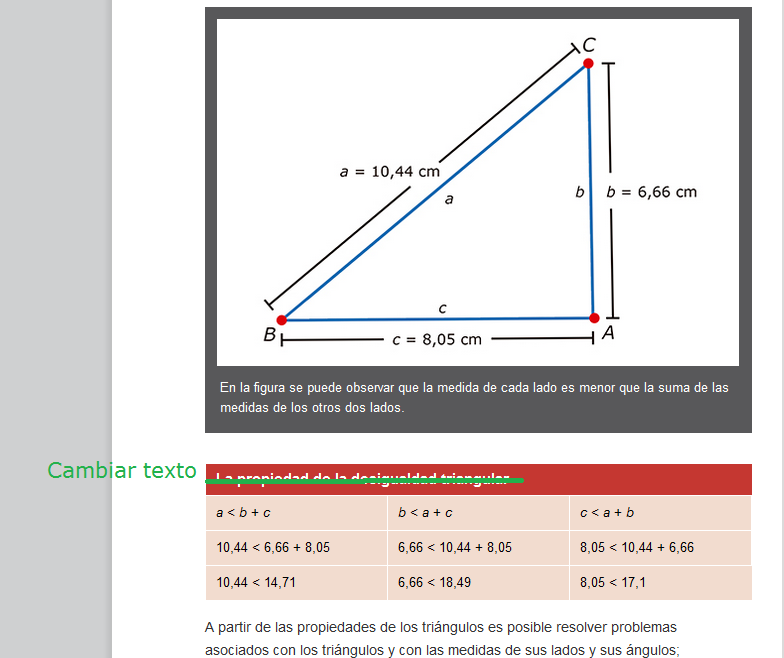 C
a = 10,44 cm
a
b
b = 6,66 cm
c
B
c = 8,05 cm
A
En la figura se puede observar que la medida de cada lado es menor que la suma de las
medidas de los otros dos lados.
Cambiar texto
La propiedad de la desigualdad triangular
a < b + c
b < a + c
c < a + b
10,44 < 6,66 + 8,05
6,66 < 10,44 + 8,05
8,05 < 10,44 + 6,66
10,44 < 14,71
6,66 < 18,49
8,05 < 17,1
A partir de las propiedades de los triángulos es posible resolver problemas
asociados con los triángulos y con las medidas de sus lados y sus ángulos;